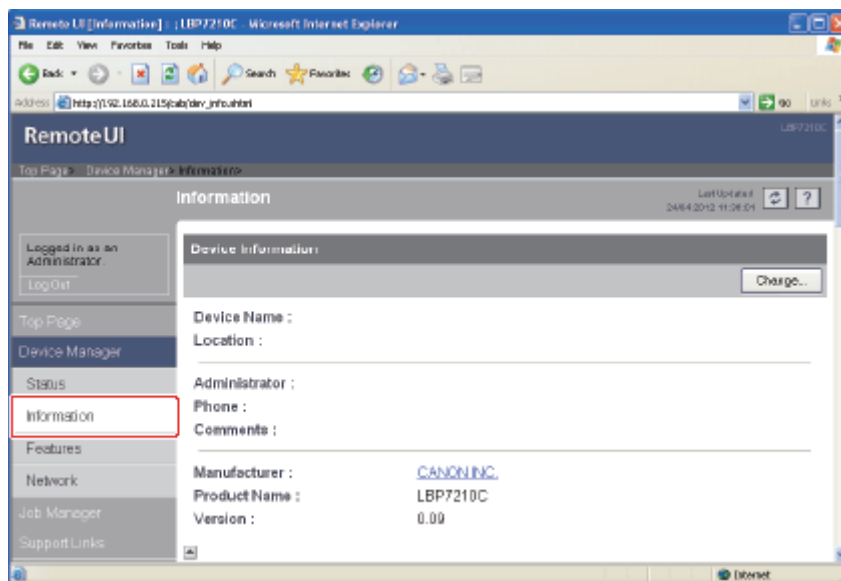 Remote UI [Information] : ; LBP7210C - Microsoft Internet Explorer
File Edit View Favorites Tools Help
Back Search Favorites
Address http://192.168.0.215/cab/dev_info.shtml Go Links
RemoteUI
LBP7210C
Top Page> Device Manager> Information>
Information
Last Updated
24/04/2012 11:36:01
?
Logged in as an
Administrator.
Log Out
Device Information
Change...
Top Page
Device Manager
Status
Information
Features
Network
Job Manager
Support Links
Device Name :
Location :
Administrator :
Phone :
Comments :
Manufacturer : CANON INC.
Product Name : LBP7210C
Version : 0.09
Internet